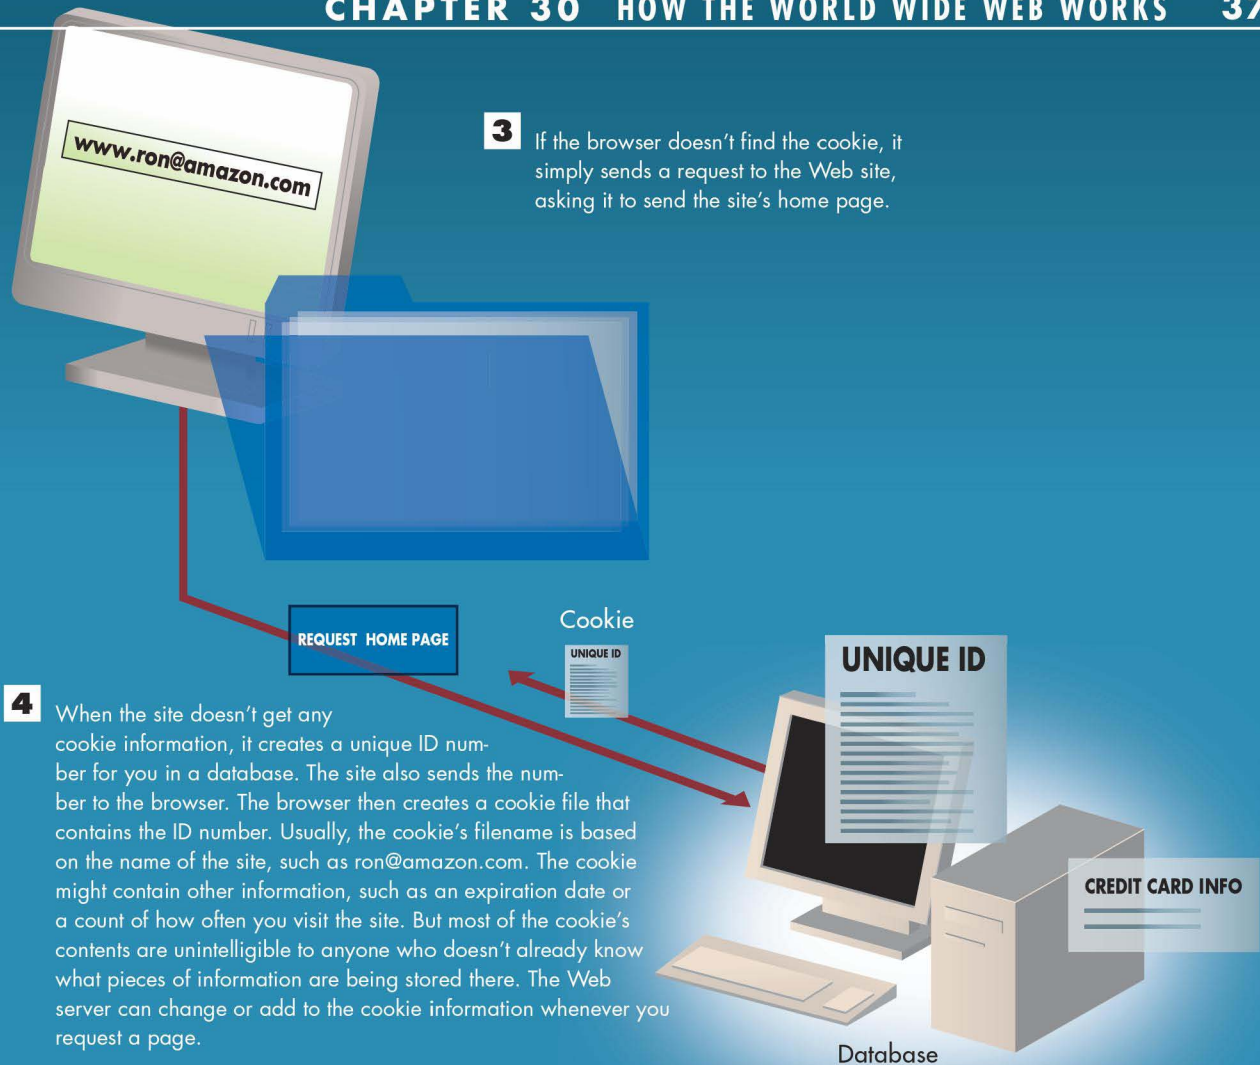 CHAPTER 30 HOW THE WORLD WIDE WEB WORKS
www.ron@amazon.com
3
If the browser doesn't find the cookie, it
simply sends a request to the Web site,
asking it to send the site's home page.
REQUEST HOME PAGE
Cookie
UNIQUE ID
UNIQUE ID
4
When the site doesn't get any
cookie information, it creates a unique ID num-
ber for you in a database. The site also sends the num-
ber to the browser. The browser then creates a cookie file that
contains the ID number. Usually, the cookie's filename is based
on the name of the site, such as ron@amazon.com. The cookie
might contain other information, such as an expiration date or
a count of how often you visit the site. But most of the cookie's
contents are unintelligible to anyone who doesn't already know
what pieces of information are being stored there. The Web
server can change or add to the cookie information whenever you
request a page.
CREDIT CARD INFO
Database